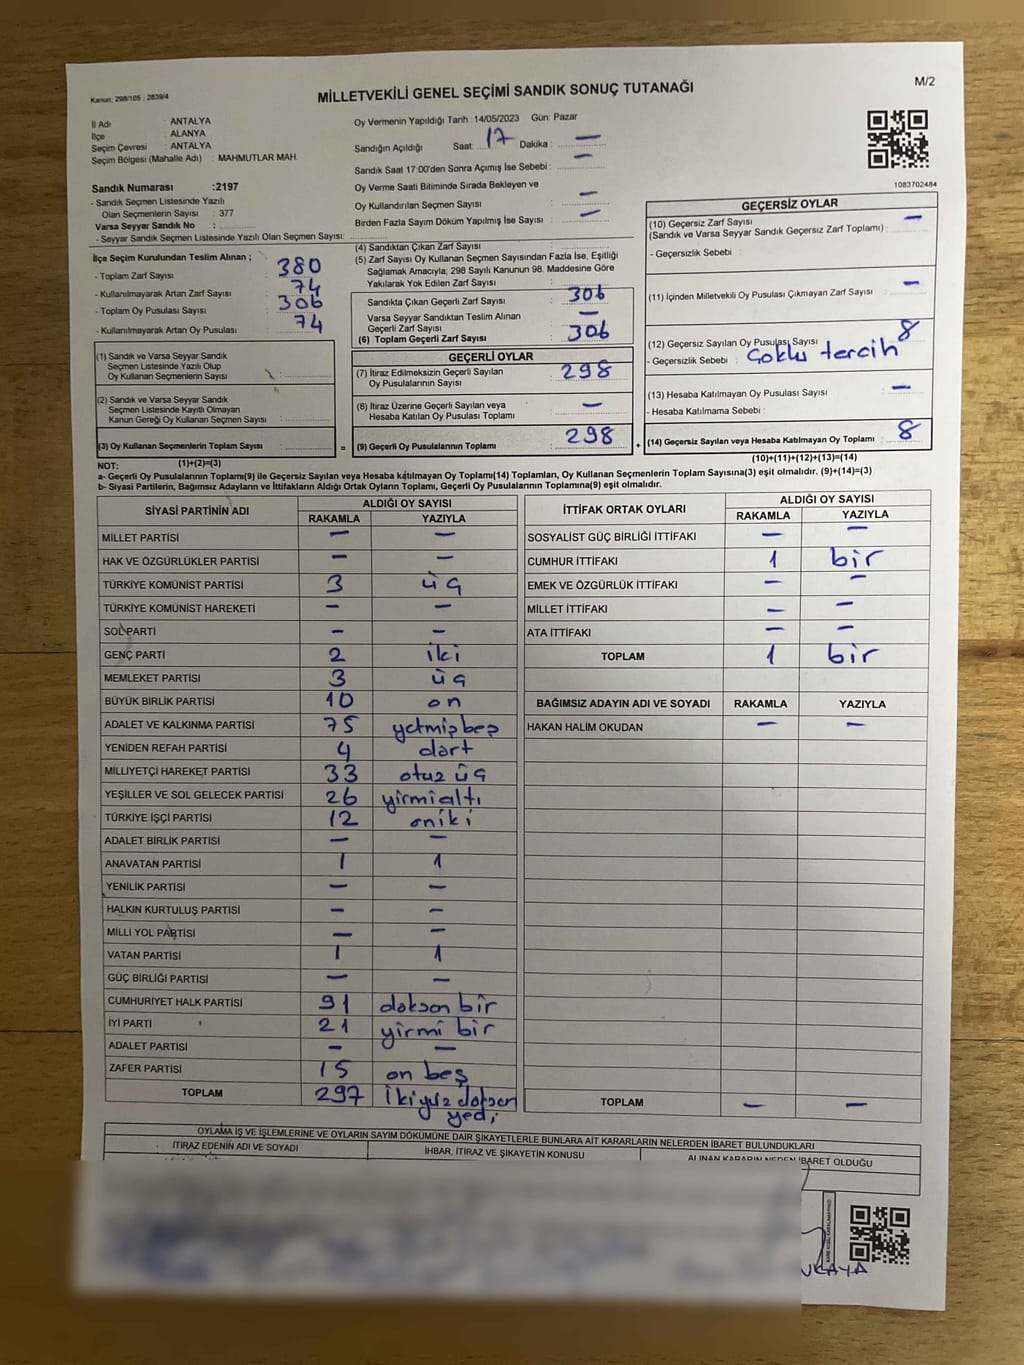 Kanun: 298/105 , 2839/4
MİLLETVEKİLİ GENEL SEÇİMİ SANDIK SONUÇ TUTANAĞI
M/2
İl Adı : ANTALYA
İlçe : ALANYA
Seçim Çevresi : ANTALYA
Seçim Bölgesi (Mahalle Adı) : MAHMUTLAR MAH.
Sandık Numarası :2197
- Sandık Seçmen Listesinde Yazılı
Olan Seçmenlerin Sayısı : 377
Varsa Seyyar Sandık No :
- Seyyar Sandık Seçmen Listesinde Yazılı Olan Seçmen Sayısı:
Oy Vermenin Yapıldığı Tarih :14/05/2023 Gün: Pazar
Sandığın Açıldığı Saat: 17 Dakika : —
Sandık Saat 17:00'den Sonra Açımış İse Sebebi: —
Oy Verme Saati Bitiminde Sırada Bekleyen ve
Oy Kullandırılan Seçmen Sayısı : —
Birden Fazla Sayım Döküm Yapılmış İse Sayısı : —
1083702484
İlçe Seçim Kurulundan Teslim Alınan ;
- Toplam Zarf Sayısı : 380
- Kullanılmayarak Artan Zarf Sayısı : 74
- Toplam Oy Pusulası Sayısı : 306
- Kullanılmayarak Artan Oy Pusulası : 74
(1) Sandık ve Varsa Seyyar Sandık
Seçmen Listesinde Yazılı Olup
Oy Kullanan Seçmenlerin Sayısı :
(2) Sandık ve Varsa Seyyar Sandık
Seçmen Listesinde Kayıtlı Olmayan
Kanun Gereği Oy Kullanan Seçmen Sayısı :
(3) Oy Kullanan Seçmenlerin Toplam Sayısı : =
(1)+(2)=(3)
(4) Sandıktan Çıkan Zarf Sayısı :
(5) Zarf Sayısı Oy Kullanan Seçmen Sayısından Fazla İse, Eşitliği
Sağlamak Amacıyla; 298 Sayılı Kanunun 98. Maddesine Göre
Yakılarak Yok Edilen Zarf Sayısı :
Sandıkta Çıkan Geçerli Zarf Sayısı : 306
Varsa Seyyar Sandıktan Teslim Alınan
Geçerli Zarf Sayısı : —
(6) Toplam Geçerli Zarf Sayısı : 306
GEÇERLİ OYLAR
(7) İtiraz Edilmeksizin Geçerli Sayılan
Oy Pusulalarının Sayısı : 298
(8) İtiraz Üzerine Geçerli Sayılan veya
Hesaba Katılan Oy Pusulası Toplamı : —
(9) Geçerli Oy Pusulalarının Toplamı : 298 +
GEÇERSİZ OYLAR
(10) Geçersiz Zarf Sayısı : —
(Sandık ve Varsa Seyyar Sandık Geçersiz Zarf Toplamı)
- Geçersizlik Sebebi :
(11) İçinden Milletvekili Oy Pusulası Çıkmayan Zarf Sayısı : —
(12) Geçersiz Sayılan Oy Pusulası Sayısı : 8
- Geçersizlik Sebebi : Çoklu tercih
(13) Hesaba Katılmayan Oy Pusulası Sayısı : —
- Hesaba Katılmama Sebebi :
(14) Geçersiz Sayılan veya Hesaba Katılmayan Oy Toplamı : 8
(10)+(11)+(12)+(13)=(14)
NOT:
a- Geçerli Oy Pusulalarının Toplamı(9) ile Geçersiz Sayılan veya Hesaba Katılmayan Oy Toplamı(14) Toplamları, Oy Kullanan Seçmenlerin Toplam Sayısına(3) eşit olmalıdır. (9)+(14)=(3)
b- Siyasi Partilerin, Bağımsız Adayların ve İttifakların Aldığı Ortak Oyların Toplamı, Geçerli Oy Pusulalarının Toplamına(9) eşit olmalıdır.
SİYASİ PARTİNİN ADI ALDIĞI OY SAYISI
RAKAMLA YAZIYLA
MİLLET PARTİSİ — —
HAK VE ÖZGÜRLÜKLER PARTİSİ — —
TÜRKİYE KOMÜNİST PARTİSİ 3 üç
TÜRKİYE KOMÜNİST HAREKETİ — —
SOL PARTİ — —
GENÇ PARTİ 2 iki
MEMLEKET PARTİSİ 3 üç
BÜYÜK BİRLİK PARTİSİ 10 on
ADALET VE KALKINMA PARTİSİ 75 yetmişbeş
YENİDEN REFAH PARTİSİ 4 dört
MİLLİYETÇİ HAREKET PARTİSİ 33 otuz üç
YEŞİLLER VE SOL GELECEK PARTİSİ 26 yirmialtı
TÜRKİYE İŞÇİ PARTİSİ 12 oniki
ADALET BİRLİK PARTİSİ — —
ANAVATAN PARTİSİ 1 1
YENİLİK PARTİSİ — —
HALKIN KURTULUŞ PARTİSİ — —
MİLLİ YOL PARTİSİ — —
VATAN PARTİSİ 1 1
GÜÇ BİRLİĞİ PARTİSİ — —
CUMHURİYET HALK PARTİSİ 91 doksan bir
İYİ PARTİ 21 yirmi bir
ADALET PARTİSİ — —
ZAFER PARTİSİ 15 on beş
TOPLAM 297 ikiyüz doksan
yedi
İTTİFAK ORTAK OYLARI ALDIĞI OY SAYISI
RAKAMLA YAZIYLA
SOSYALİST GÜÇ BİRLİĞİ İTTİFAKI — —
CUMHUR İTTİFAKI 1 bir
EMEK VE ÖZGÜRLÜK İTTİFAKI — —
MİLLET İTTİFAKI — —
ATA İTTİFAKI — —
TOPLAM 1 bir
BAĞIMSIZ ADAYIN ADI VE SOYADI RAKAMLA YAZIYLA
HAKAN HALİM OKUDAN — —
TOPLAM — —
OYLAMA İŞ VE İŞLEMLERİNE VE OYLARIN SAYIM DÖKÜMÜNE DAİR ŞİKAYETLERLE BUNLARA AİT KARARLARIN NELERDEN İBARET BULUNDUKLARI
İTİRAZ EDENİN ADI VE SOYADI IHBAR, İTİRAZ VE ŞİKAYETİN KONUSU ALINAN KARARIN NEDEN İBARET OLDUĞU